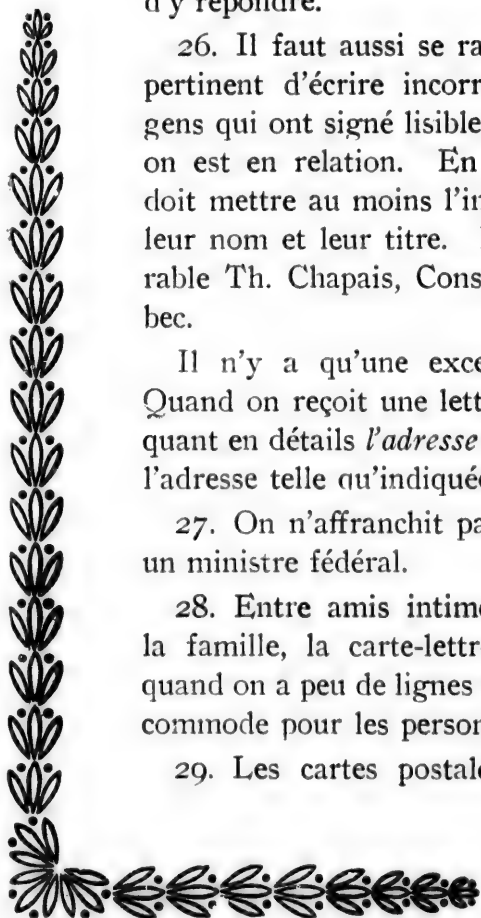 d'y répondre.
26. Il faut aussi se ra
pertinent d'écrire incorr
gens qui ont signé lisible
on est en relation. En
doit mettre au moins l'in
leur nom et leur titre.
rable Th. Chapais, Cons
bec.
Il n'y a qu'une exce
Quand on reçoit une lett
quant en détails l'adresse
l'adresse telle qu'indiquée
27. On n'affranchit pa
un ministre fédéral.
28. Entre amis intime
la famille, la carte-lettr
quand on a peu de lignes
commode pour les person
29. Les cartes postale